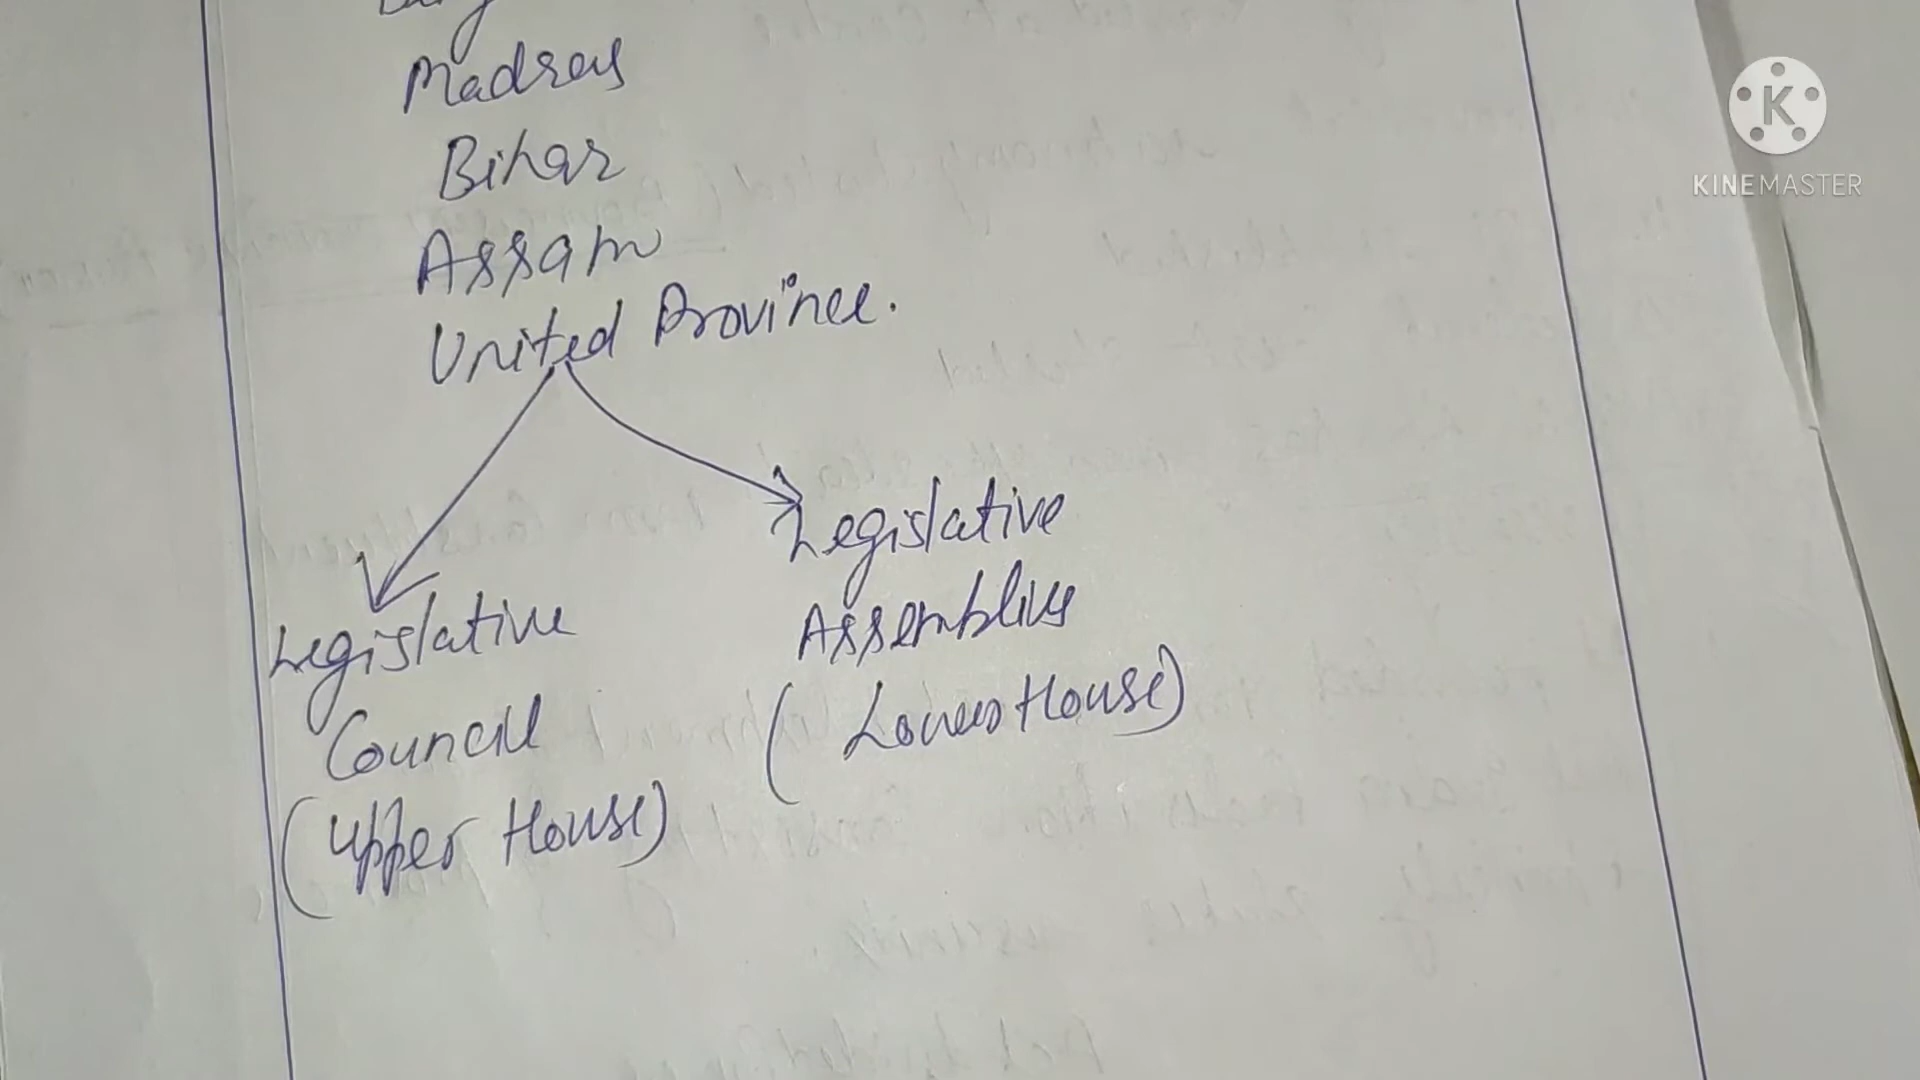 Madras
Bihar
Assam
United Province.
Legislative
Assemblies
(Lower House)
Legislative
Council
(Upper House)
K
KINEMASTER